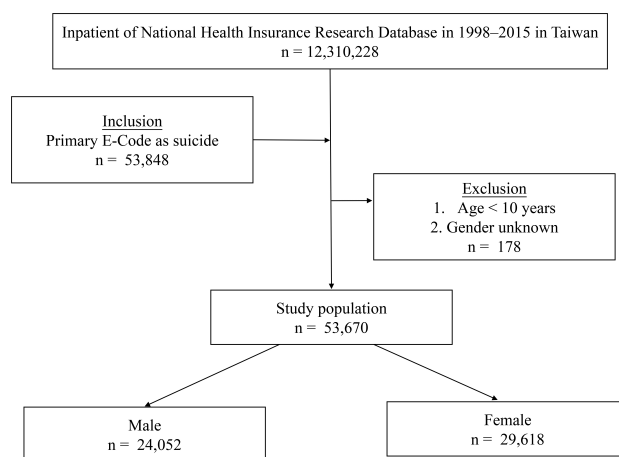 Inpatient of National Health Insurance Research Database in 1998–2015 in Taiwan
n = 12,310,228
Inclusion
Primary E-Code as suicide
n = 53,848
Exclusion
1. Age < 10 years
2. Gender unknown
n = 178
Study population
n = 53,670
Male
n = 24,052
Female
n = 29,618